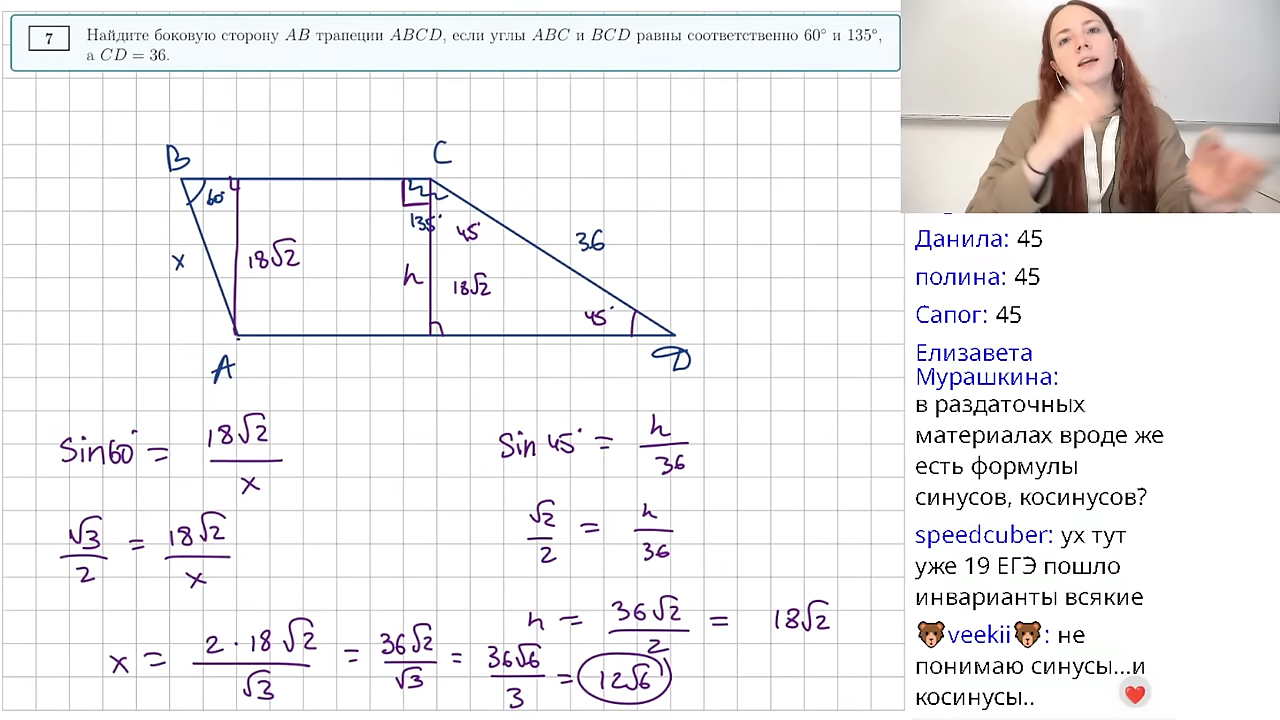 7 Найдите боковую сторону AB трапеции ABCD, если углы ABC и BCD равны соответственно 60° и 135°,
а CD = 36.
B
C
60°
135°
45°
36
x
18√2
h
18√2
45°
A
D
sin60° = 18√2/x
Sin 45° = h/36
√3/2 = 18√2/x
√2/2 = h/36
h = 36√2/2 = 18√2
x = 2·18√2/√3 = 36√2/√3 = 36√6/3 = 12√6
Данила: 45
полина: 45
Сапог: 45
Елизавета
Мурашкина:
в раздаточных
материалах вроде же
есть формулы
синусов, косинусов?
speedcuber: ух тут
уже 19 ЕГЭ пошло
инварианты всякие
🐻veekii🐻: не
понимаю синусы...и
косинусы..